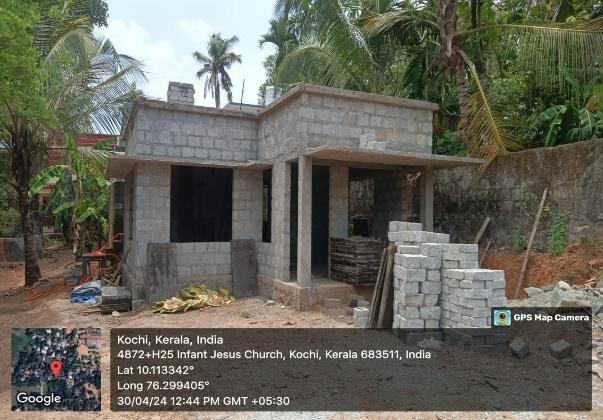 GPS Map Camera
Kochi, Kerala, India
4872+H25 Infant Jesus Church, Kochi, Kerala 683511, India
Lat 10.113342°
Long 76.299405°
30/04/24 12:44 PM GMT +05:30
Google